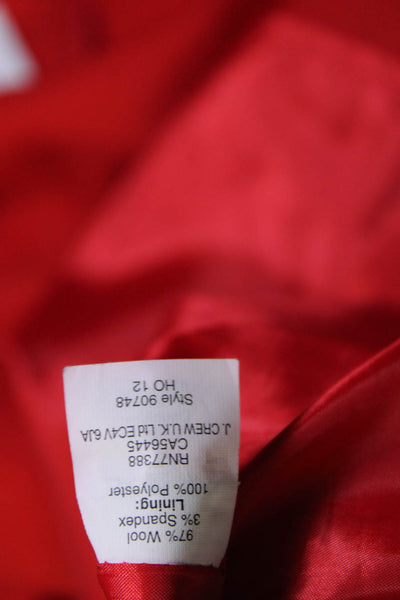 97% Wool
3% Spandex
Lining:
100% Polyester
RN77388
CA56445
J. CREW U.K. Ltd EC4V 6JA
Style 90748
HO 12